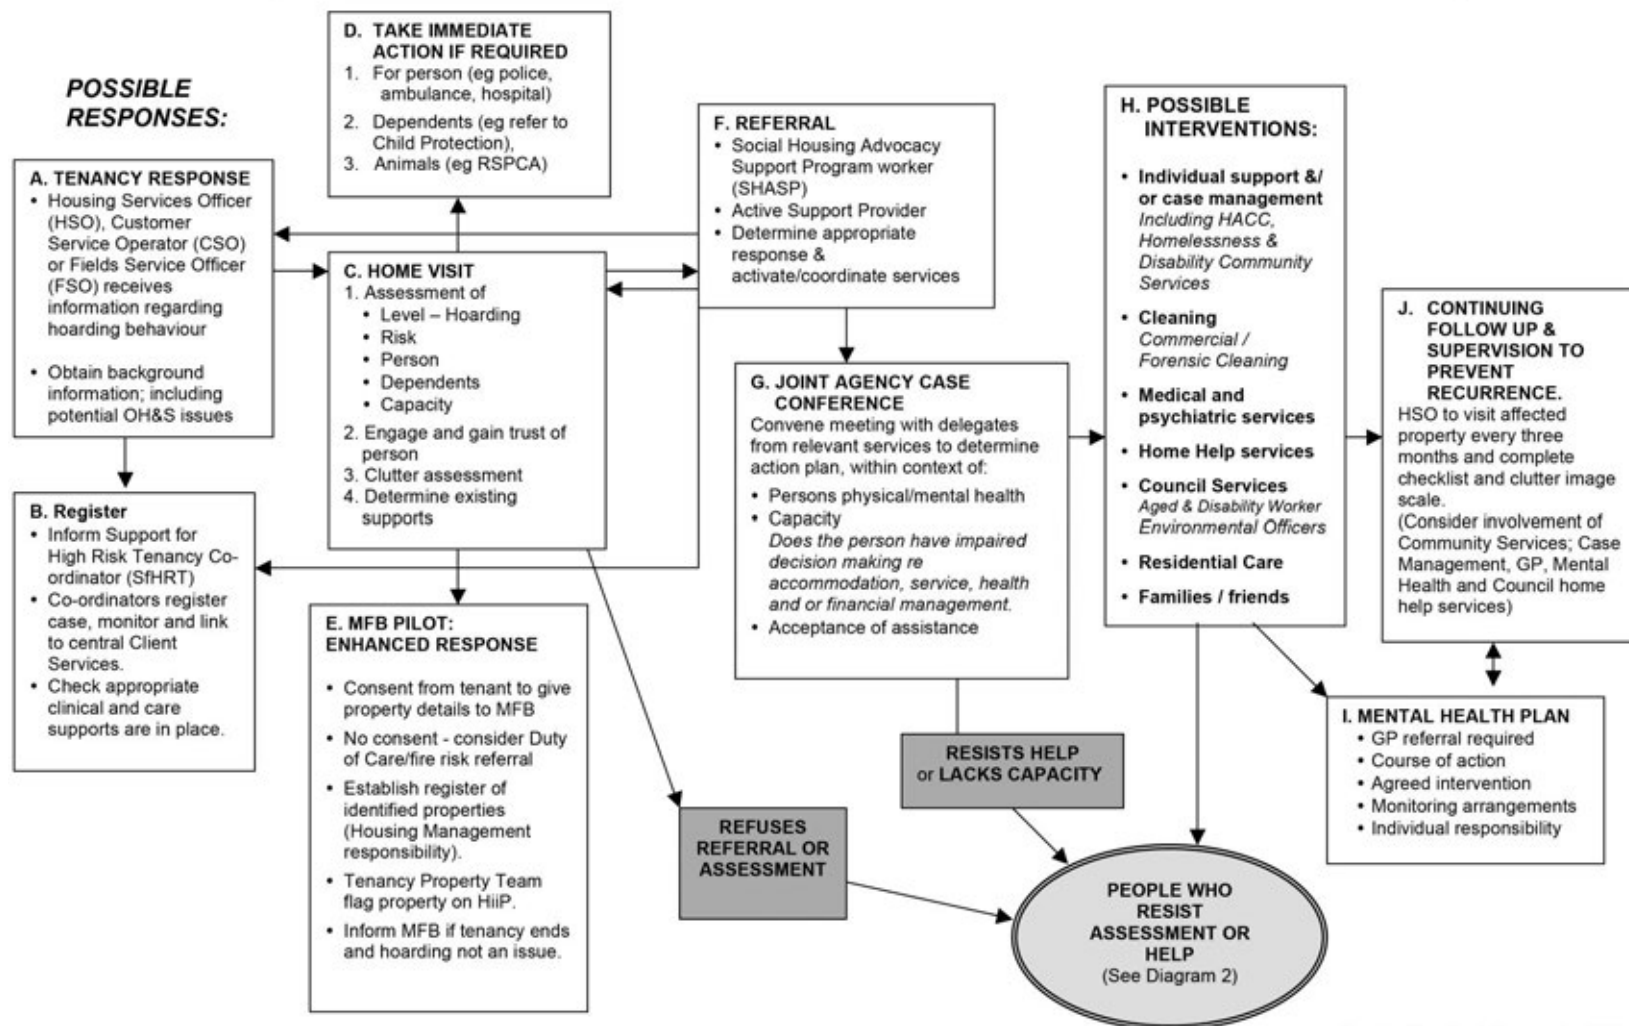 POSSIBLE
RESPONSES:
A. TENANCY RESPONSE
• Housing Services Officer
(HSO), Customer
Service Operator (CSO)
or Fields Service Officer
(FSO) receives
information regarding
hoarding behaviour
• Obtain background
information; including
potential OH&S issues
B. Register
• Inform Support for
High Risk Tenancy Co-
ordinator (SfHRT)
• Co-ordinators register
case, monitor and link
to central Client
Services.
• Check appropriate
clinical and care
supports are in place.
D. TAKE IMMEDIATE
ACTION IF REQUIRED
1. For person (eg police,
ambulance, hospital)
2. Dependents (eg refer to
Child Protection),
3. Animals (eg RSPCA)
C. HOME VISIT
1. Assessment of
• Level – Hoarding
• Risk
• Person
• Dependents
• Capacity
2. Engage and gain trust of
person
3. Clutter assessment
4. Determine existing
supports
E. MFB PILOT:
ENHANCED RESPONSE
• Consent from tenant to give
property details to MFB
• No consent - consider Duty
of Care/fire risk referral
• Establish register of
identified properties
(Housing Management
responsibility).
• Tenancy Property Team
flag property on HiiP.
• Inform MFB if tenancy ends
and hoarding not an issue.
F. REFERRAL
• Social Housing Advocacy
Support Program worker
(SHASP)
• Active Support Provider
• Determine appropriate
response &
activate/coordinate services
G. JOINT AGENCY CASE
CONFERENCE
Convene meeting with delegates
from relevant services to determine
action plan, within context of:
• Persons physical/mental health
• Capacity
Does the person have impaired
decision making re
accommodation, service, health
and or financial management.
• Acceptance of assistance
REFUSES
REFERRAL OR
ASSESSMENT
RESISTS HELP
or LACKS CAPACITY
PEOPLE WHO
RESIST
ASSESSMENT OR
HELP
(See Diagram 2)
H. POSSIBLE
INTERVENTIONS:
• Individual support &/
or case management
Including HACC,
Homelessness &
Disability Community
Services
• Cleaning
Commercial /
Forensic Cleaning
• Medical and
psychiatric services
• Home Help services
• Council Services
Aged & Disability Worker
Environmental Officers
• Residential Care
• Families / friends
J. CONTINUING
FOLLOW UP &
SUPERVISION TO
PREVENT
RECURRENCE.
HSO to visit affected
property every three
months and complete
checklist and clutter image
scale.
(Consider involvement of
Community Services; Case
Management, GP, Mental
Health and Council home
help services)
I. MENTAL HEALTH PLAN
• GP referral required
• Course of action
• Agreed intervention
• Monitoring arrangements
• Individual responsibility